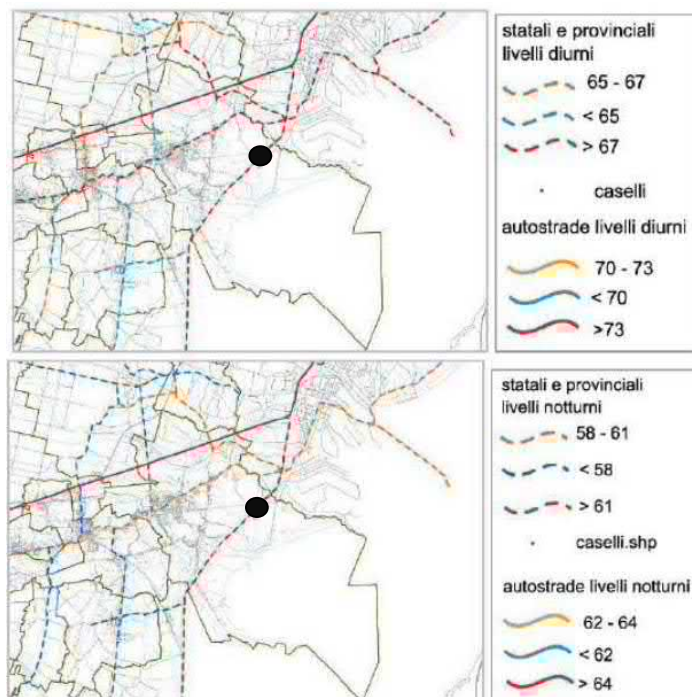 statali e provinciali
livelli diurni
65 - 67
< 65
> 67
caselli
autostrade livelli diurni
70 - 73
< 70
>73
statali e provinciali
livelli notturni
58 - 61
< 58
> 61
caselli.shp
autostrade livelli notturni
62 - 64
< 62
> 64